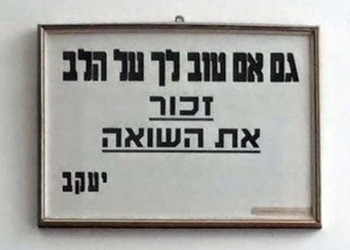 גם אם טוב לך על הלב
זכור
את השואה
יעקב